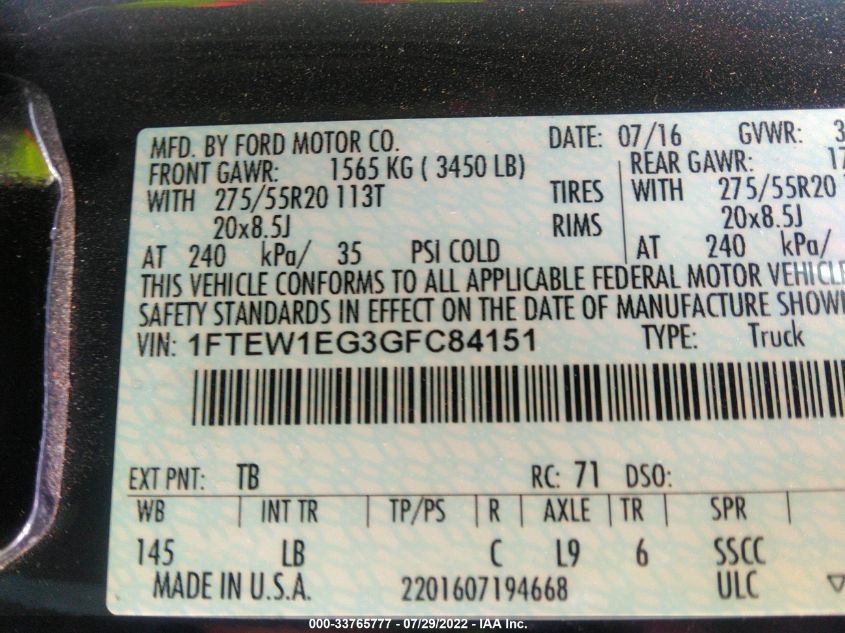 MFD. BY FORD MOTOR CO. DATE: 07/16 GVWR: 3
FRONT GAWR: 1565 KG ( 3450 LB) REAR GAWR: 17
WITH 275/55R20 113T TIRES WITH 275/55R20
20x8.5J RIMS 20x8.5J
AT 240 kPa/ 35 PSI COLD AT 240 kPa/
THIS VEHICLE CONFORMS TO ALL APPLICABLE FEDERAL MOTOR VEHICLE
SAFETY STANDARDS IN EFFECT ON THE DATE OF MANUFACTURE SHOWN
VIN: 1FTEW1EG3GFC84151 TYPE: Truck
EXT PNT: TB RC: 71 DSO:
WB | INT TR | TP/PS | R | AXLE | TR | SPR |
145 LB C L9 6 SSCC
MADE IN U.S.A. 2201607194668 ULC
000-33765777 - 07/29/2022 - IAA Inc.